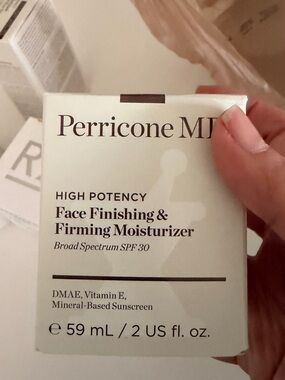 Perricone M
HIGH POTENCY
Face Finishing &
Firming Moisturizer
Broad Spectrum SPF 30
DMAE, Vitamin E,
Mineral-Based Sunscreen
℮ 59 mL / 2 US fl. oz.